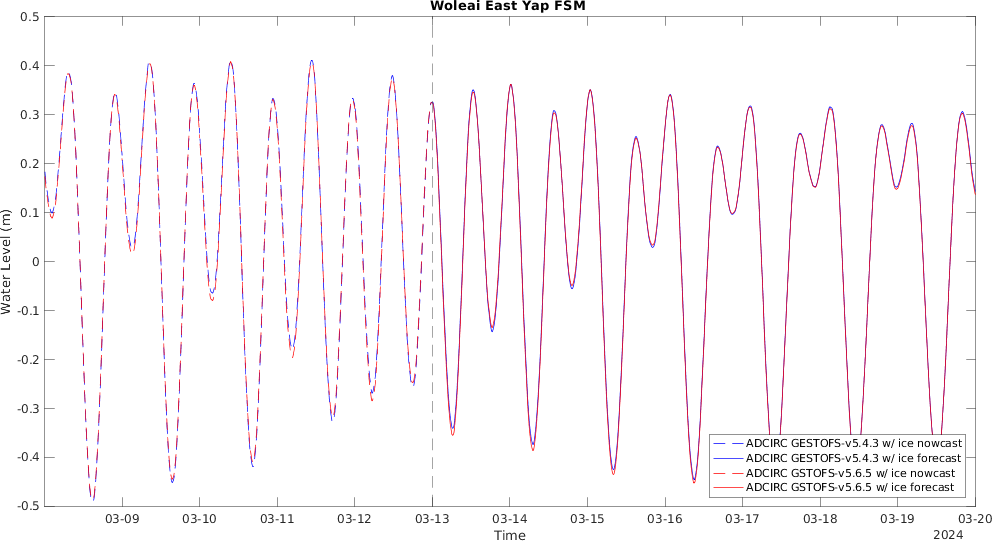 Woleai East Yap FSM
0.5
0.4
0.3
0.2
0.1
0
-0.1
-0.2
-0.3
-0.4
-0.5
Water Level (m)
ADCIRC GESTOFS-v5.4.3 w/ ice nowcast
ADCIRC GESTOFS-v5.4.3 w/ ice forecast
ADCIRC GSTOFS-v5.6.5 w/ ice nowcast
ADCIRC GSTOFS-v5.6.5 w/ ice forecast
03-09 03-10 03-11 03-12 03-13 03-14 03-15 03-16 03-17 03-18 03-19 03-20
Time
2024